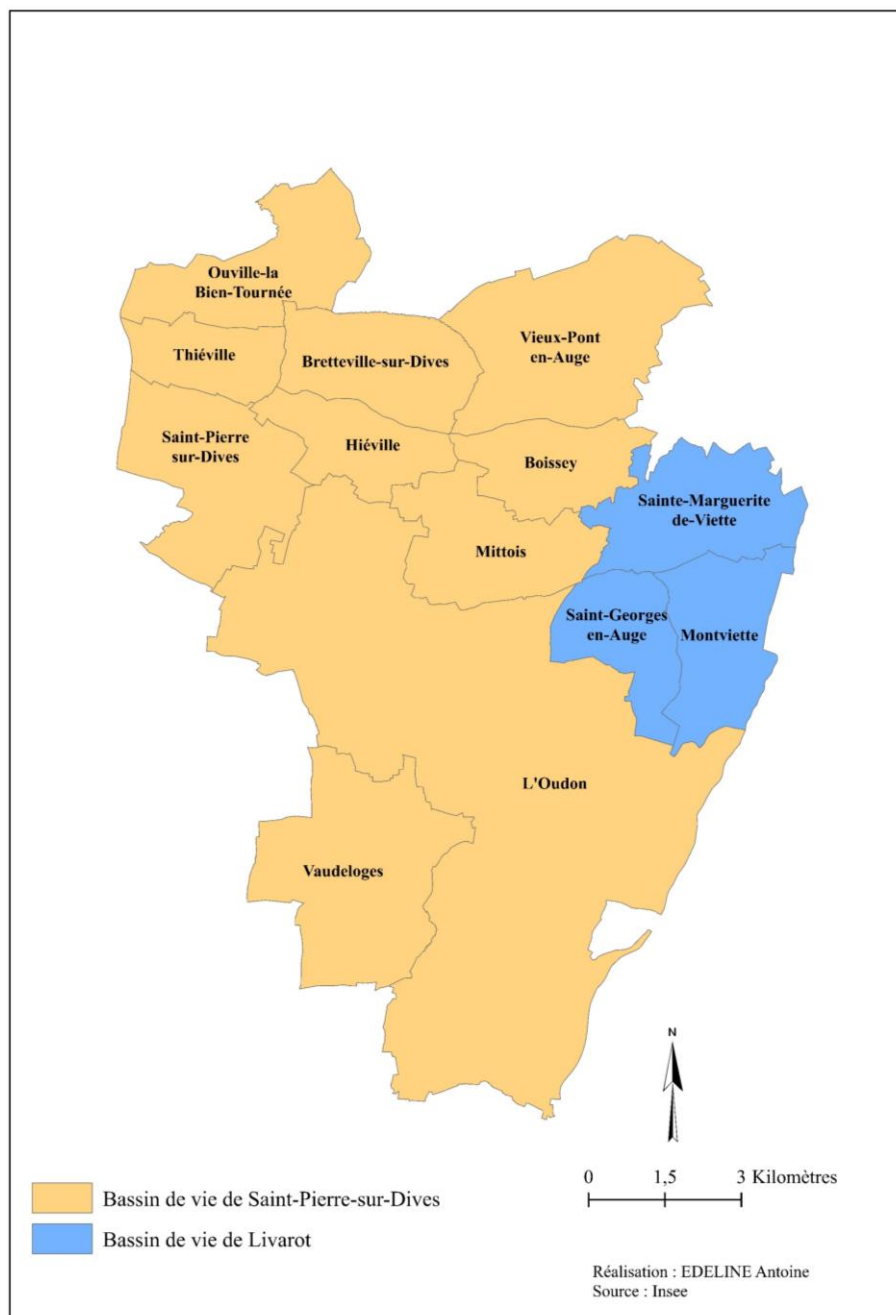 Ouville-la
Bien-Tournée
Thiéville
Bretteville-sur-Dives
Vieux-Pont
en-Auge
Saint-Pierre
sur-Dives
Hiéville
Boissey
Sainte-Marguerite
de-Viette
Mittois
Saint-Georges
en-Auge
Montviette
L'Oudon
Vaudeloges
N
0 1,5 3 Kilomètres
Bassin de vie de Saint-Pierre-sur-Dives
Bassin de vie de Livarot
Réalisation : EDELINE Antoine
Source : Insee